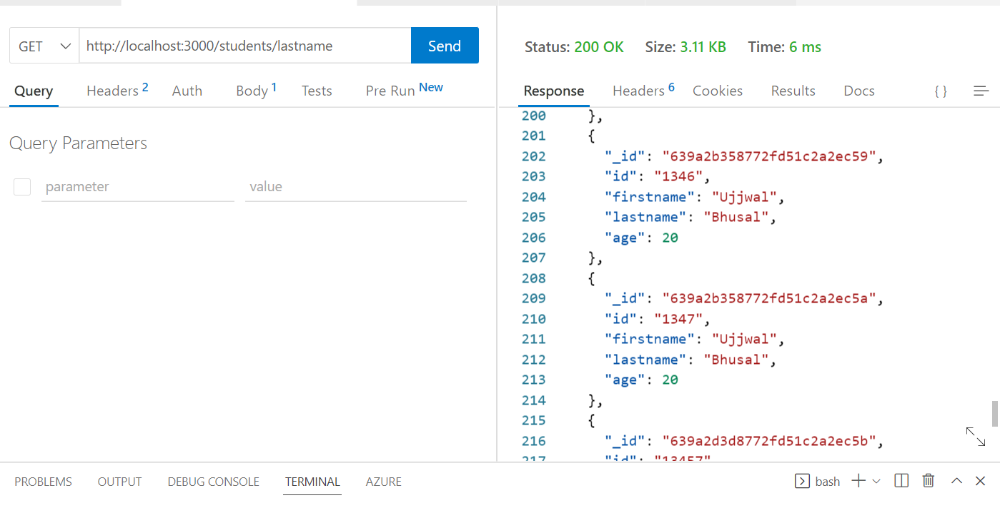 GET http://localhost:3000/students/lastname Send
Query Headers 2 Auth Body 1 Tests Pre Run New
Query Parameters
parameter value
Status: 200 OK Size: 3.11 KB Time: 6 ms
Response Headers 6 Cookies Results Docs { }
200 },
201 {
202 "_id": "639a2b358772fd51c2a2ec59",
203 "id": "1346",
204 "firstname": "Ujjwal",
205 "lastname": "Bhusal",
206 "age": 20
207 },
208 {
209 "_id": "639a2b358772fd51c2a2ec5a",
210 "id": "1347",
211 "firstname": "Ujjwal",
212 "lastname": "Bhusal",
213 "age": 20
214 },
215 {
216 "_id": "639a2d3d8772fd51c2a2ec5b",
217 "id": "13457"
PROBLEMS OUTPUT DEBUG CONSOLE TERMINAL AZURE bash